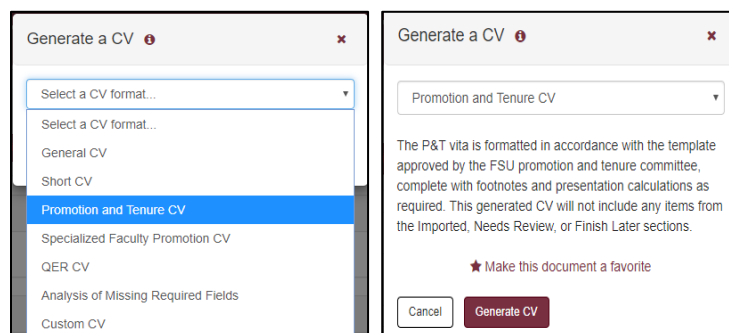 Generate a CV
Select a CV format...
Select a CV format...
General CV
Short CV
Promotion and Tenure CV
Specialized Faculty Promotion CV
QER CV
Analysis of Missing Required Fields
Custom CV
Generate a CV
Promotion and Tenure CV
The P&T vita is formatted in accordance with the template
approved by the FSU promotion and tenure committee,
complete with footnotes and presentation calculations as
required. This generated CV will not include any items from
the Imported, Needs Review, or Finish Later sections.
Make this document a favorite
Cancel
Generate CV